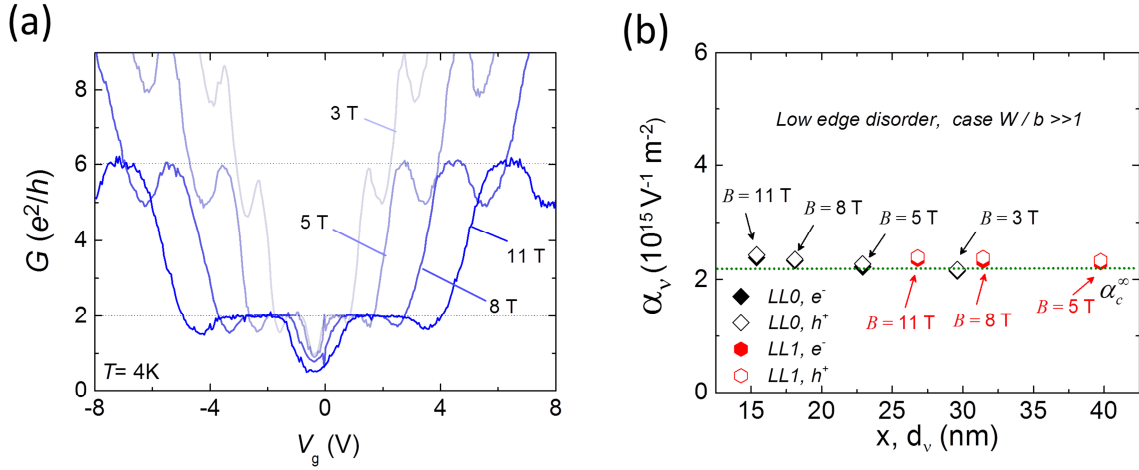 (a)
G (e²/h)
8
6
4
2
0
3 T
5 T
11 T
8 T
T= 4K
-8
-4
0
4
8
V_g (V)
(b)
α_ν (10¹⁵ V⁻¹ m⁻²)
6
4
2
0
Low edge disorder, case W / b >>1
B = 11 T
B = 8 T
B = 5 T
B = 3 T
B = 11 T
B = 8 T
B = 5 T
α_c^∞
LL0, e⁻
LL0, h⁺
LL1, e⁻
LL1, h⁺
15
20
25
30
35
40
x, d_ν (nm)